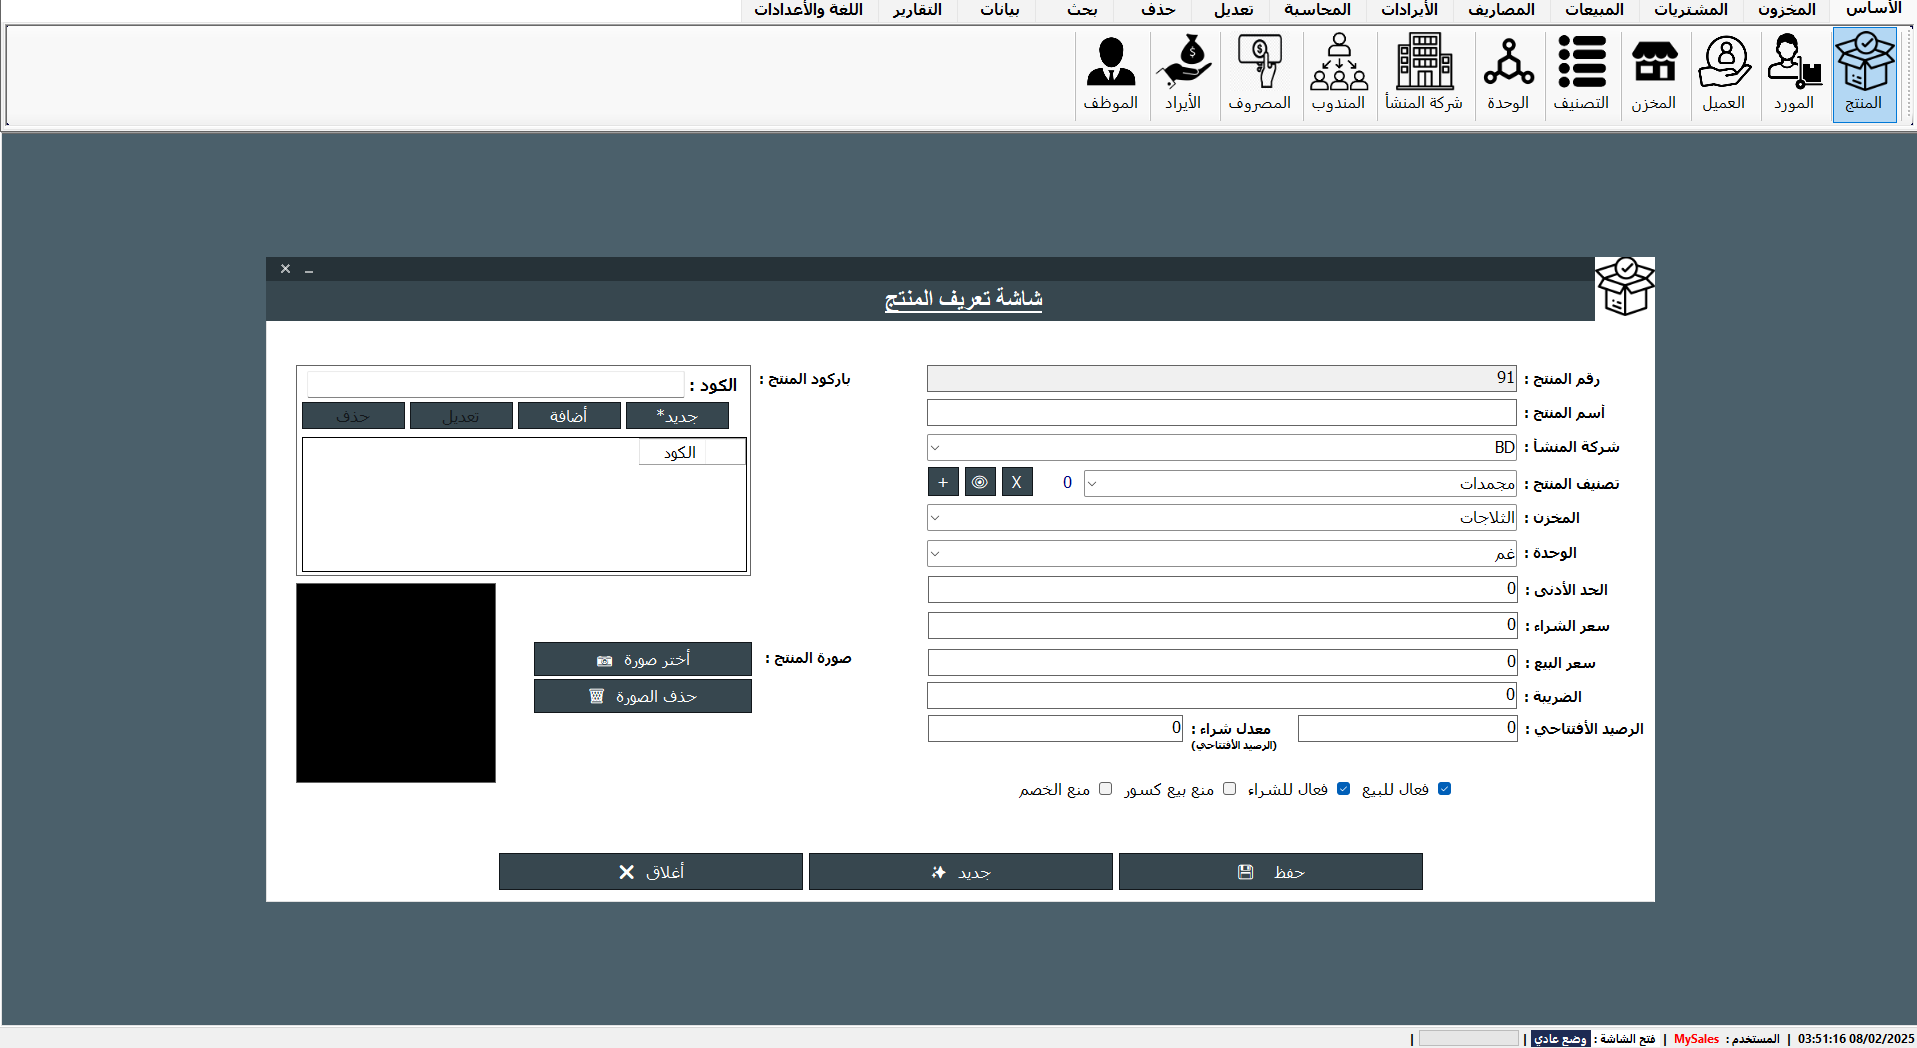 الأساس المخزون المشتريات المبيعات المصاريف الأيرادات المحاسبة تعديل حذف بحث بيانات التقارير اللغة والأعدادات
المنتج المورد العميل المخزن التصنيف الوحدة شركة المنشأ المندوب المصروف الأيراد الموظف
شاشة تعريف المنتج
رقم المنتج : 91
أسم المنتج :
شركة المنشأ : BD
تصنيف المنتج : مجمدات 0 X +
المخزن : الثلاجات
الوحدة : غم
الحد الأدنى : 0
سعر الشراء : 0
سعر البيع : 0
الضريبة : 0
الرصيد الأفتتاحي : 0 معدل شراء : 0
(الرصيد الأفتتاحي)
فعال للبيع فعال للشراء منع بيع كسور منع الخصم
باركود المنتج :
الكود :
جديد* أضافة تعديل حذف
الكود
صورة المنتج :
أختر صورة
حذف الصورة
حفظ جديد أغلاق
03:51:16 08/02/2025 | المستخدم : MySales | فتح الشاشة : وضع عادي | |